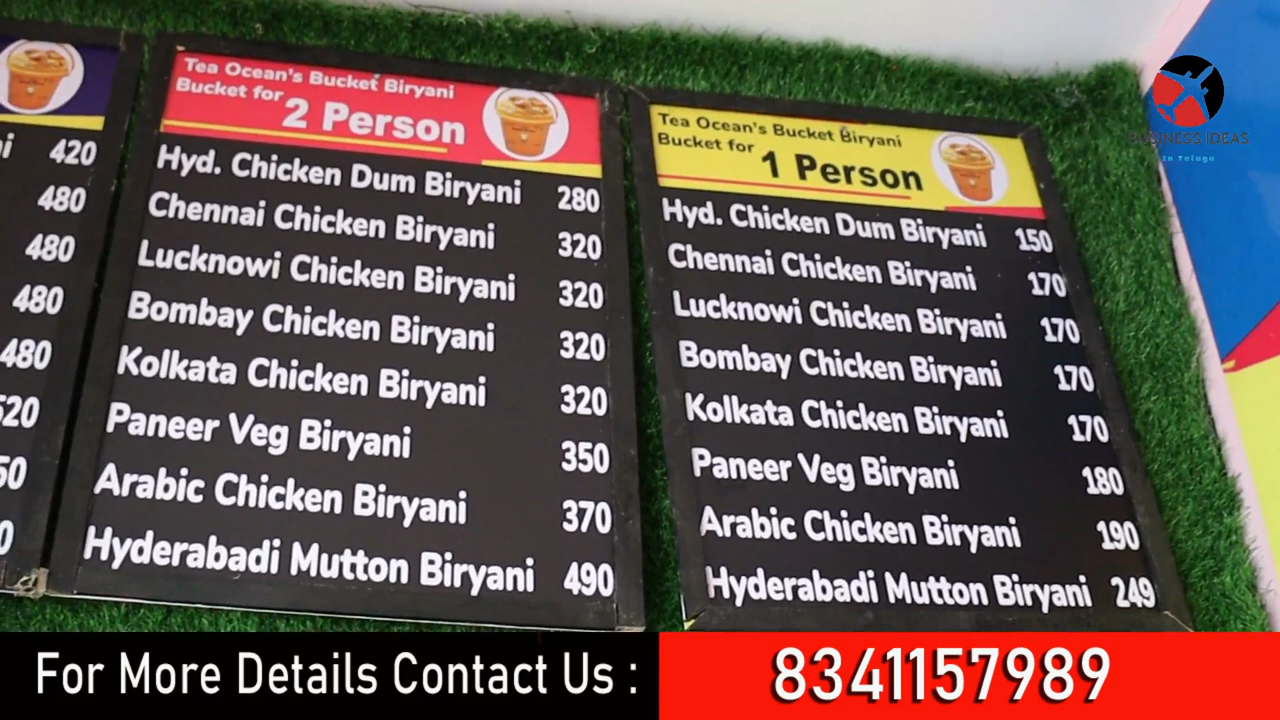 420
480
480
480
480
Tea Ocean's Bucket Biryani
Bucket for 2 Person
Hyd. Chicken Dum Biryani 280
Chennai Chicken Biryani 320
Lucknowi Chicken Biryani 320
Bombay Chicken Biryani 320
Kolkata Chicken Biryani 320
Paneer Veg Biryani 350
Arabic Chicken Biryani 370
Hyderabadi Mutton Biryani 490
Tea Ocean's Bucket Biryani
Bucket for 1 Person
Hyd. Chicken Dum Biryani 150
Chennai Chicken Biryani 170
Lucknowi Chicken Biryani 170
Bombay Chicken Biryani 170
Kolkata Chicken Biryani 170
Paneer Veg Biryani 180
Arabic Chicken Biryani 190
Hyderabadi Mutton Biryani 249
BUSINESS IDEAS
In Telugu
For More Details Contact Us : 8341157989